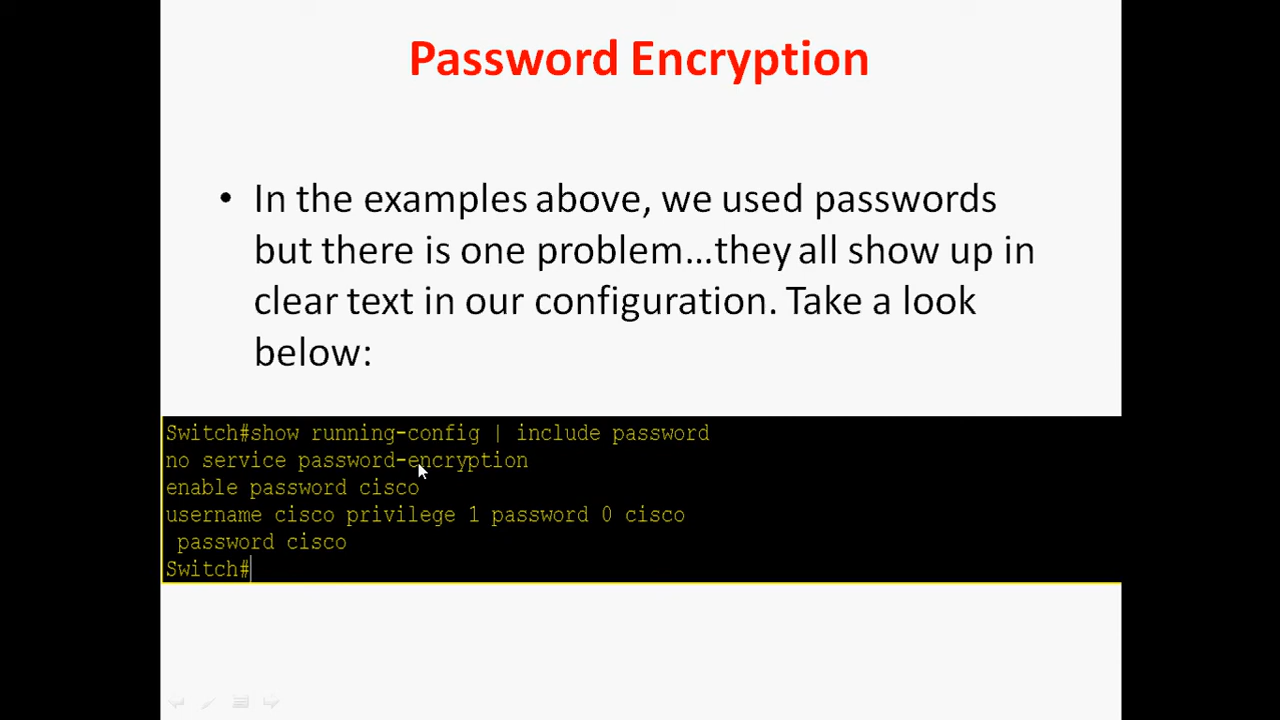 Password Encryption
• In the examples above, we used passwords
but there is one problem...they all show up in
clear text in our configuration. Take a look
below:
Switch#show running-config | include password
no service password-encryption
enable password cisco
username cisco privilege 1 password 0 cisco
 password cisco
Switch#